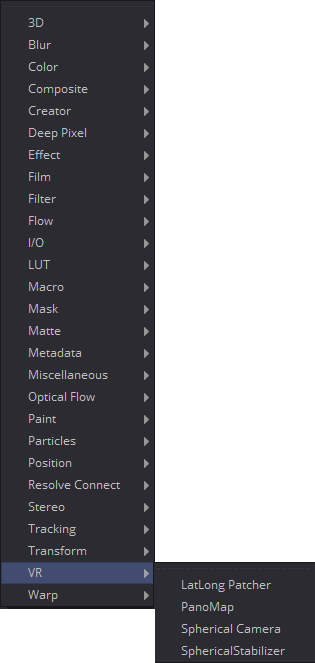 3D
Blur
Color
Composite
Creator
Deep Pixel
Effect
Film
Filter
Flow
I/O
LUT
Macro
Mask
Matte
Metadata
Miscellaneous
Optical Flow
Paint
Particles
Position
Resolve Connect
Stereo
Tracking
Transform
VR
Warp
LatLong Patcher
PanoMap
Spherical Camera
SphericalStabilizer